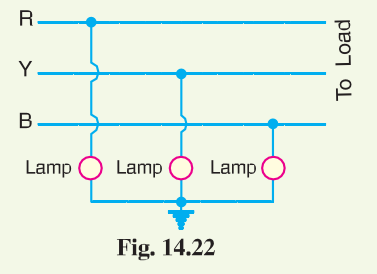 R
Y
B
To Load
Lamp Lamp Lamp
Fig. 14.22